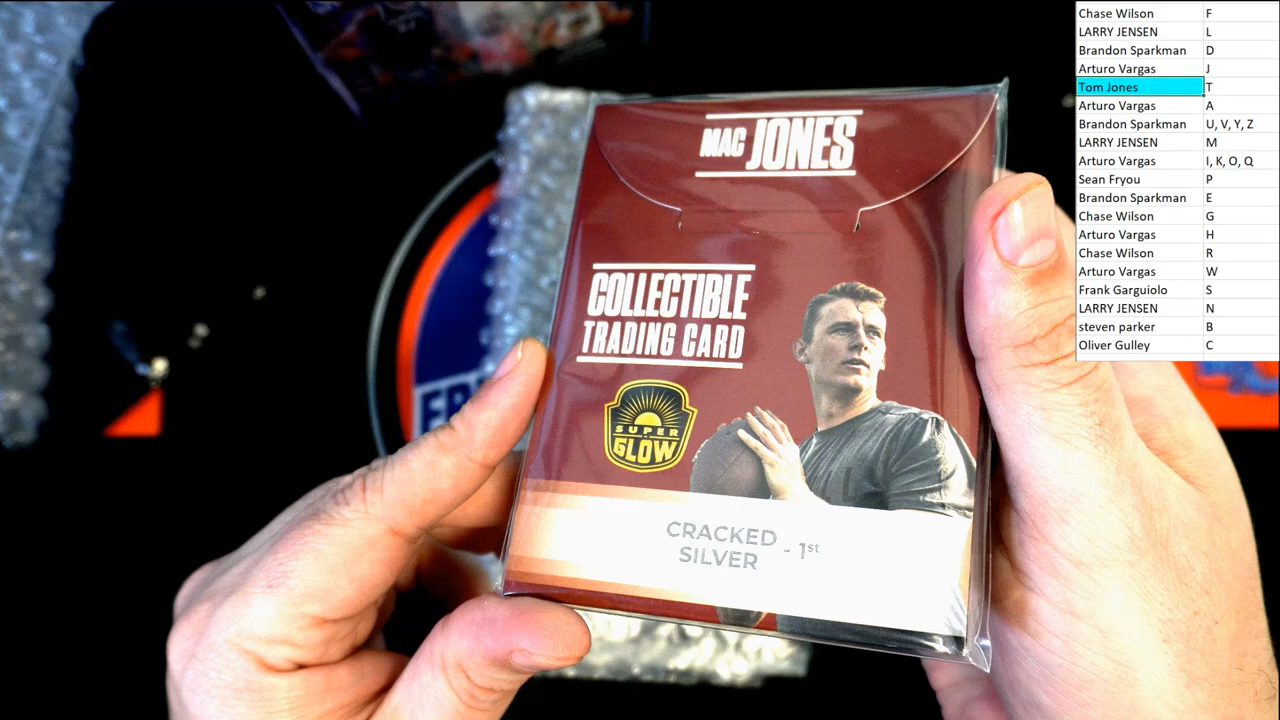 MAC JONES
COLLECTIBLE
TRADING CARD
SUPER
GLOW
CRACKED - 1st
SILVER
Chase Wilson F
LARRY JENSEN L
Brandon Sparkman D
Arturo Vargas J
Tom Jones T
Arturo Vargas A
Brandon Sparkman U, V, Y, Z
LARRY JENSEN M
Arturo Vargas I, K, O, Q
Sean Fryou P
Brandon Sparkman E
Chase Wilson G
Arturo Vargas H
Chase Wilson R
Arturo Vargas W
Frank Garguiolo S
LARRY JENSEN N
steven parker B
Oliver Gulley C